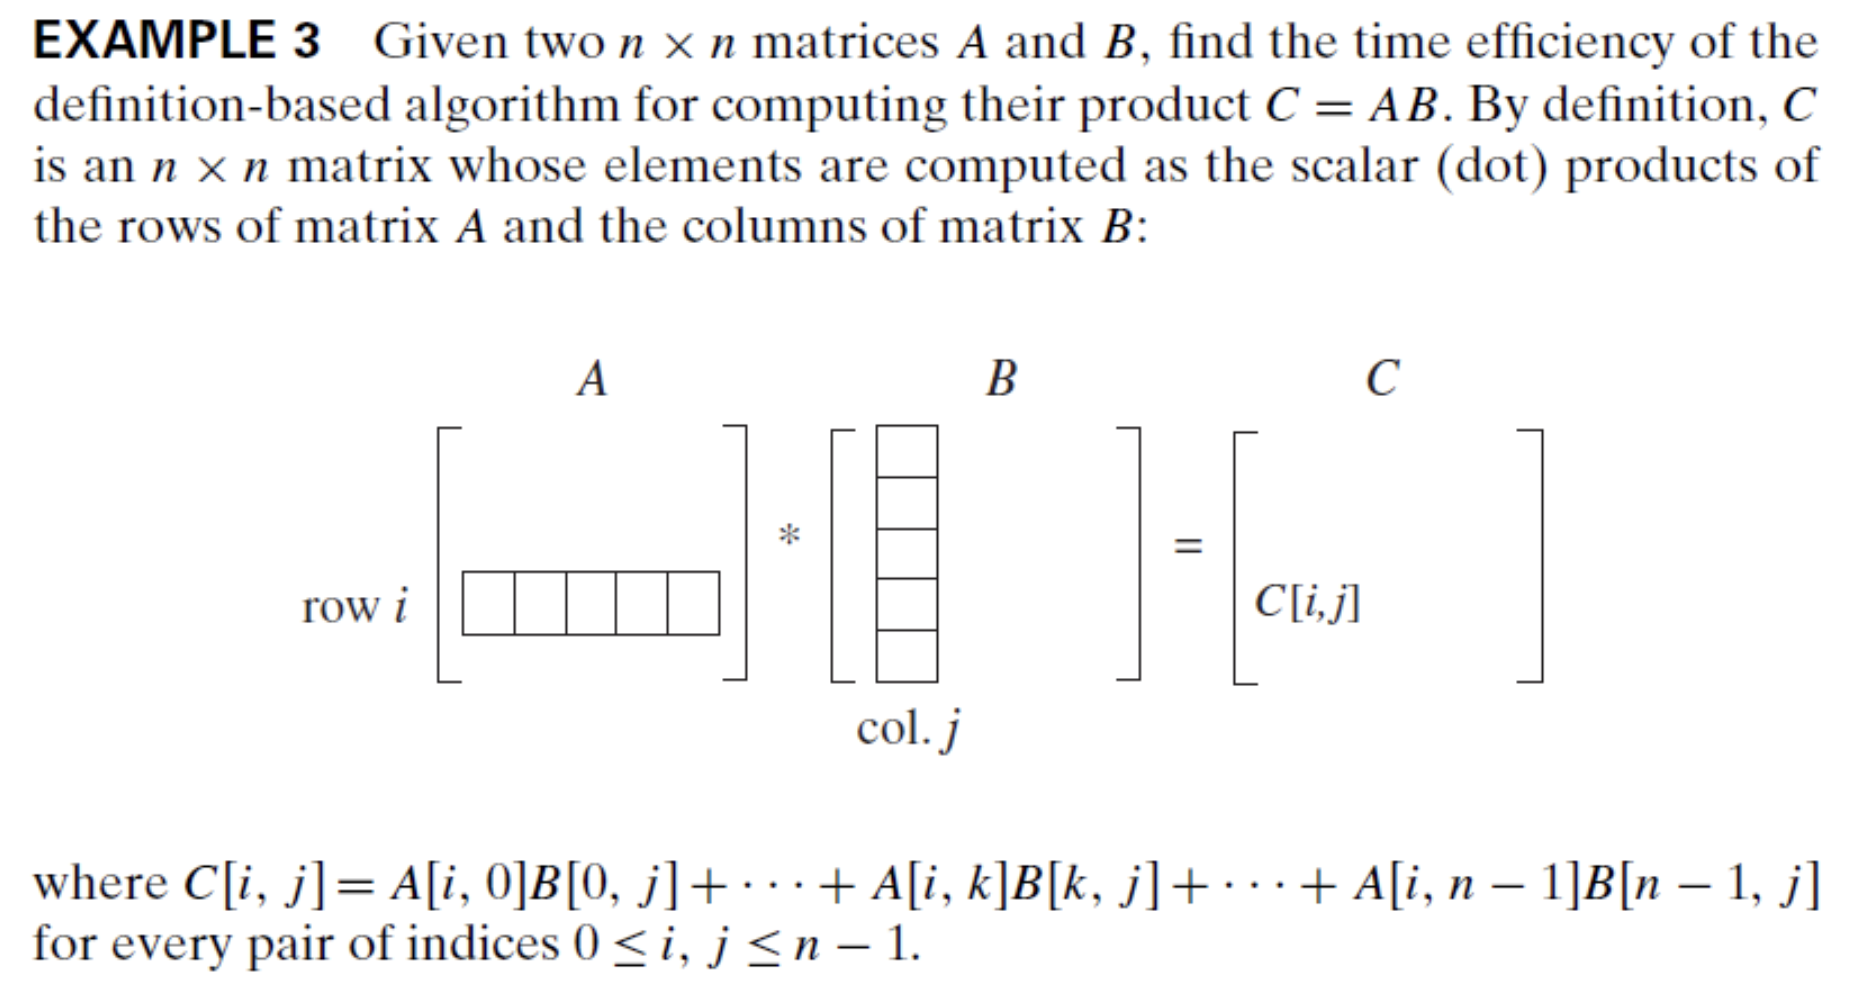 EXAMPLE 3 Given two n × n matrices A and B, find the time efficiency of the
definition-based algorithm for computing their product C = AB. By definition, C
is an n × n matrix whose elements are computed as the scalar (dot) products of
the rows of matrix A and the columns of matrix B:
A B C
* =
row i C[i,j]
col. j
where C[i, j]= A[i, 0]B[0, j]+ · · · + A[i, k]B[k, j]+ · · · + A[i, n − 1]B[n − 1, j]
for every pair of indices 0 ≤ i, j ≤ n − 1.